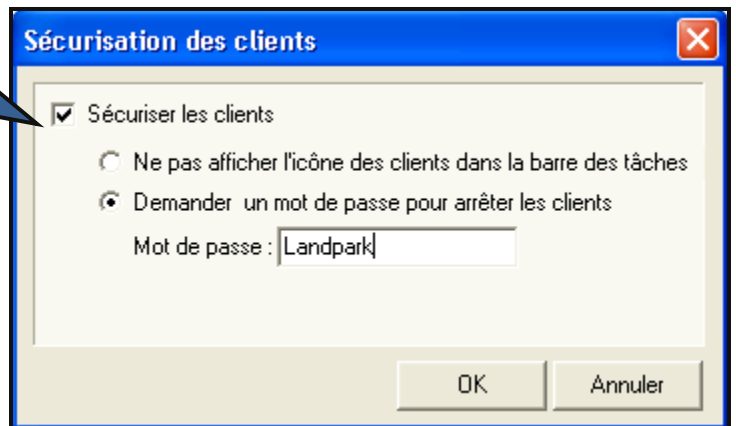 Sécurisation des clients
Sécuriser les clients
Ne pas afficher l'icône des clients dans la barre des tâches
Demander un mot de passe pour arrêter les clients
Mot de passe : Landpark
OK Annuler